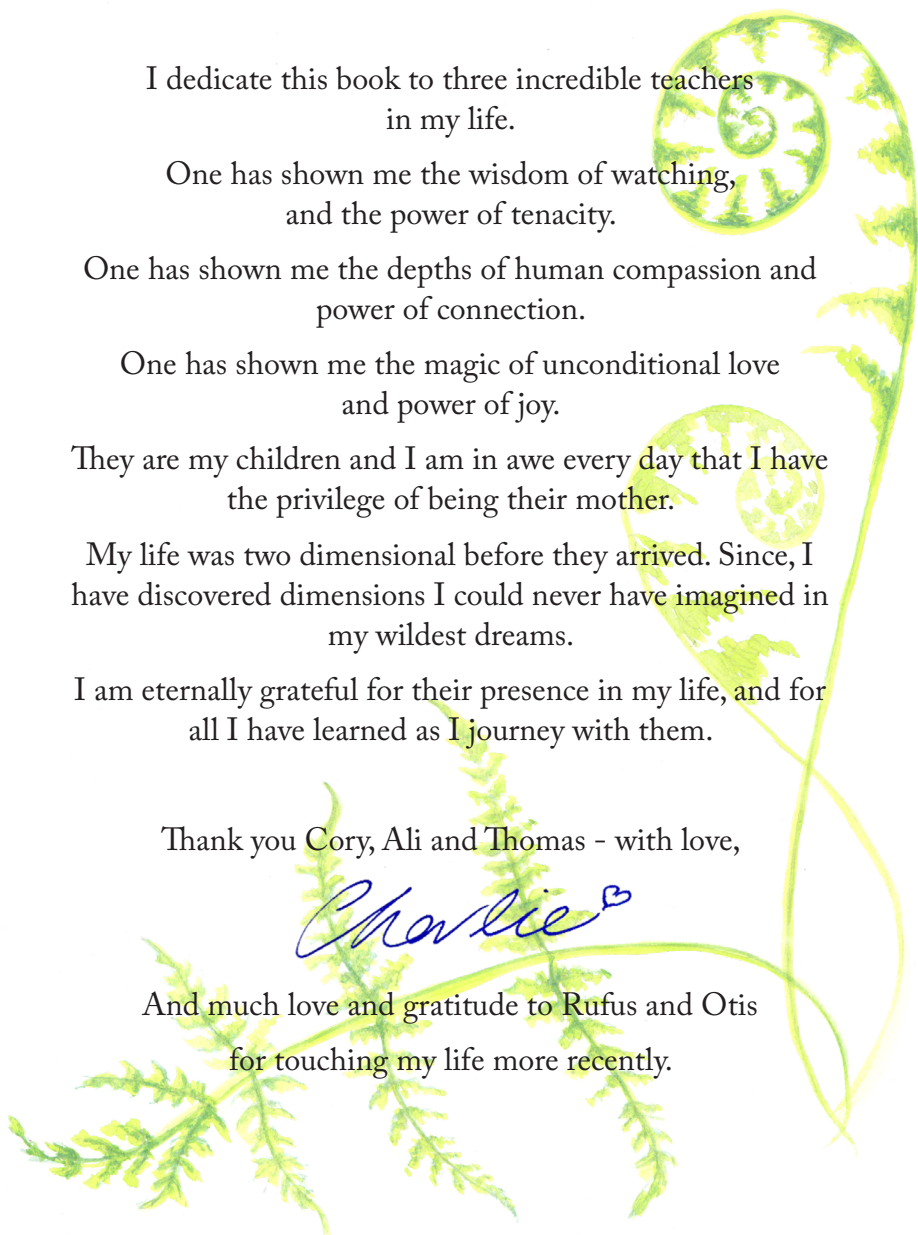 I dedicate this book to three incredible teachers
in my life.
One has shown me the wisdom of watching,
and the power of tenacity.
One has shown me the depths of human compassion and
power of connection.
One has shown me the magic of unconditional love
and power of joy.
They are my children and I am in awe every day that I have
the privilege of being their mother.
My life was two dimensional before they arrived. Since, I
have discovered dimensions I could never have imagined in
my wildest dreams.
I am eternally grateful for their presence in my life, and for
all I have learned as I journey with them.
Thank you Cory, Ali and Thomas - with love,
Charlie
And much love and gratitude to Rufus and Otis
for touching my life more recently.